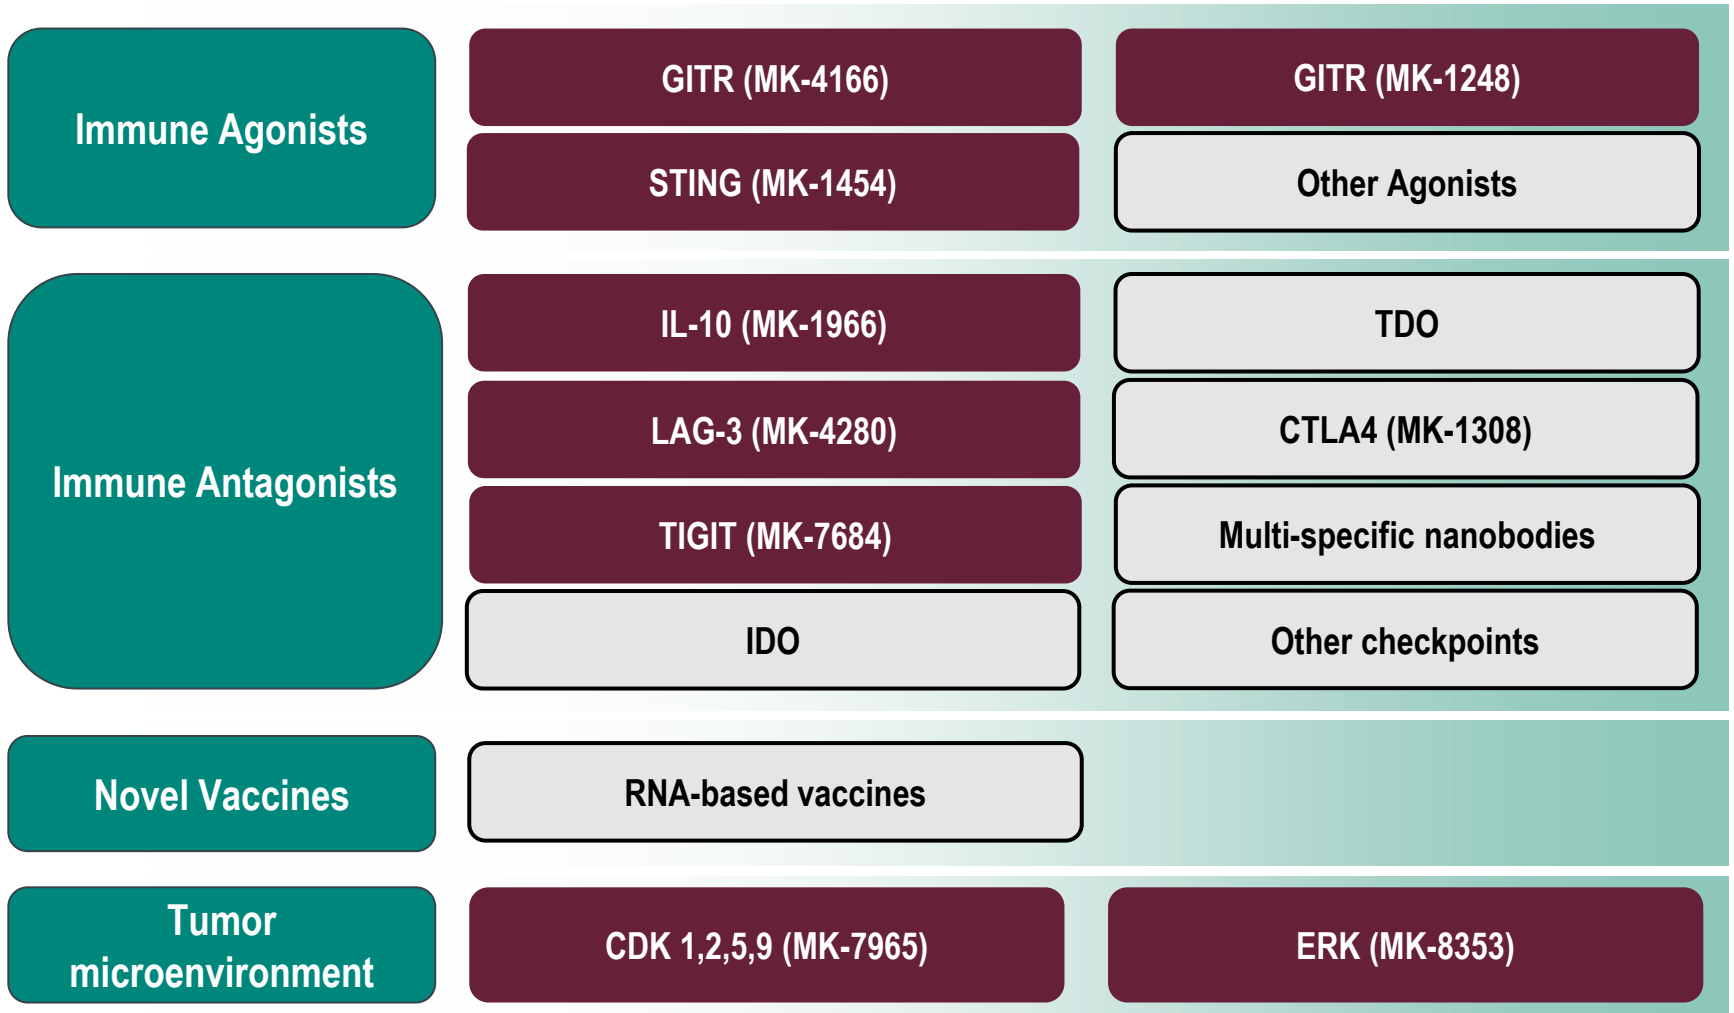 Immune Agonists
GITR (MK-4166)
GITR (MK-1248)
STING (MK-1454)
Other Agonists
Immune Antagonists
IL-10 (MK-1966)
TDO
LAG-3 (MK-4280)
CTLA4 (MK-1308)
TIGIT (MK-7684)
Multi-specific nanobodies
IDO
Other checkpoints
Novel Vaccines
RNA-based vaccines
Tumor
microenvironment
CDK 1,2,5,9 (MK-7965)
ERK (MK-8353)